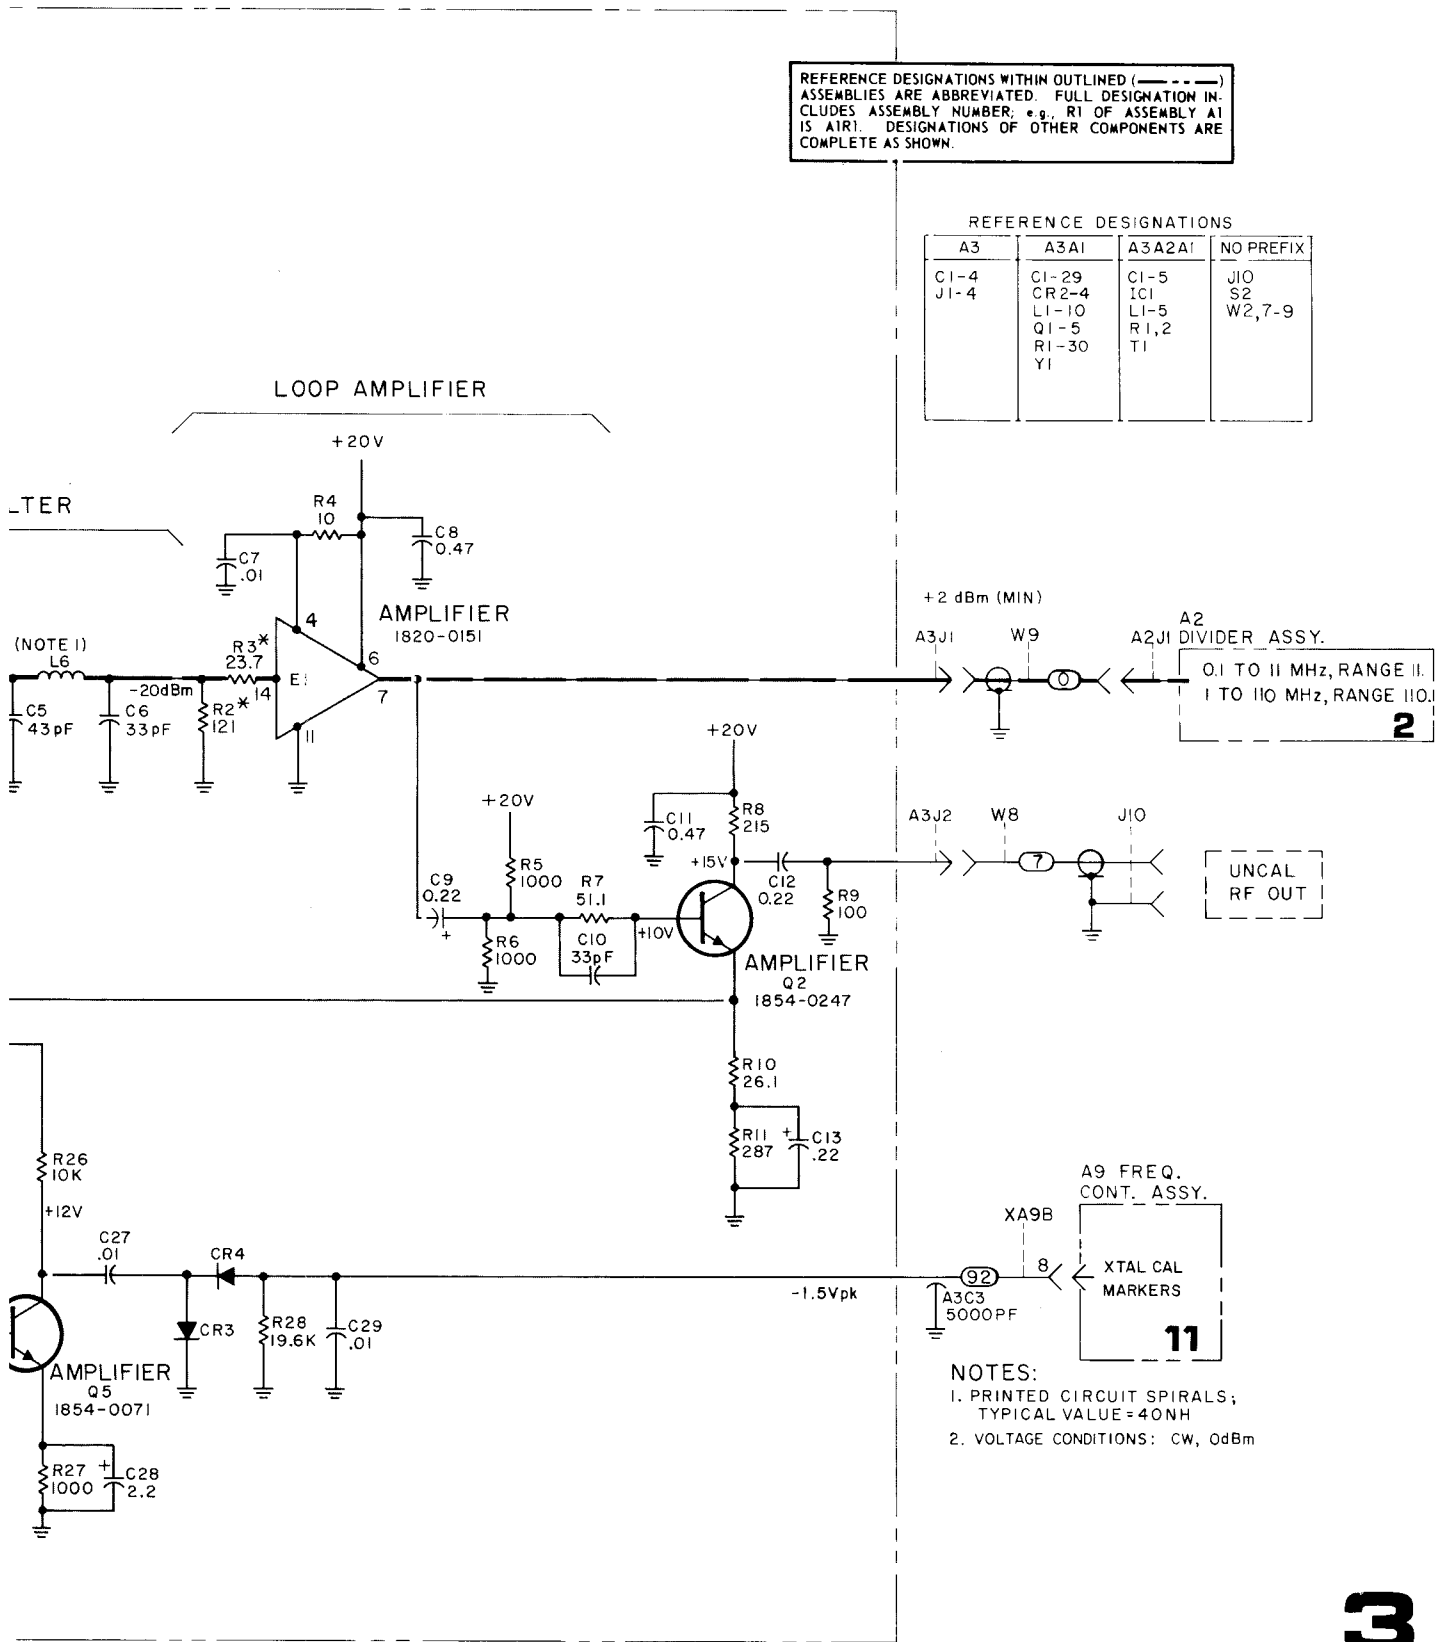 REFERENCE DESIGNATIONS WITHIN OUTLINED (—--—)
ASSEMBLIES ARE ABBREVIATED. FULL DESIGNATION IN-
CLUDES ASSEMBLY NUMBER; e.g., R1 OF ASSEMBLY A1
IS A1R1. DESIGNATIONS OF OTHER COMPONENTS ARE
COMPLETE AS SHOWN.
REFERENCE DESIGNATIONS
A3 A3A1 A3A2A1 NO PREFIX
C1-4 C1-29 C1-5 J10
J1-4 CR2-4 IC1 S2
L1-10 L1-5 W2,7-9
Q1-5 R1,2
R1-30 T1
Y1
LOOP AMPLIFIER
+20V
LTER
R4
10
C8
0.47
C7
.01
AMPLIFIER
1820-0151
4
6
7
14
11
E1
(NOTE 1)
L6
R3*
23.7
-20dBm
C5
43pF
C6
33pF
R2*
121
+2 dBm (MIN)
A3J1
W9
0
A2J1
A2
DIVIDER ASSY.
0.1 TO 11 MHz, RANGE 11.
1 TO 110 MHz, RANGE 110.
2
+20V
+20V
C11
0.47
R8
215
+15V
C12
0.22
R9
100
A3J2
W8
7
J10
UNCAL
RF OUT
C9
0.22
+
R5
1000
R7
51.1
R6
1000
C10
33pF
+10V
AMPLIFIER
Q2
1854-0247
R10
26.1
R11
287
+
C13
.22
R26
10K
+12V
C27
.01
CR4
CR3
R28
19.6K
C29
.01
-1.5Vpk
A3C3
5000PF
92
XA9B
8
A9 FREQ.
CONT. ASSY.
XTAL CAL
MARKERS
11
AMPLIFIER
Q5
1854-0071
R27
1000
+
C28
2.2
NOTES:
1. PRINTED CIRCUIT SPIRALS;
TYPICAL VALUE = 40NH
2. VOLTAGE CONDITIONS: CW, 0dBm
3